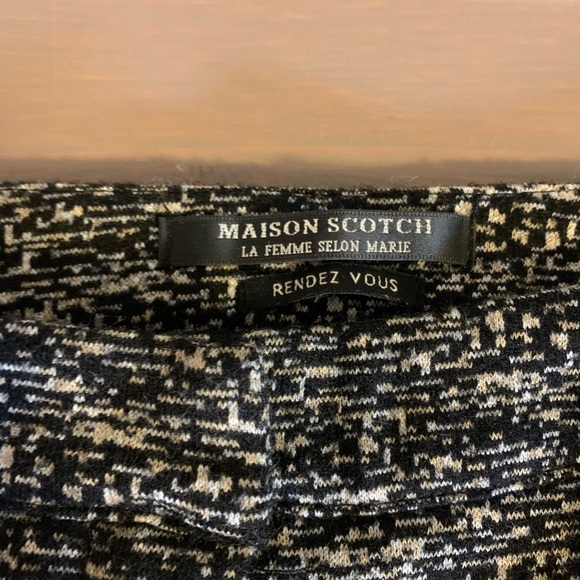 MAISON SCOTCH
LA FEMME SELON MARIE
RENDEZ VOUS